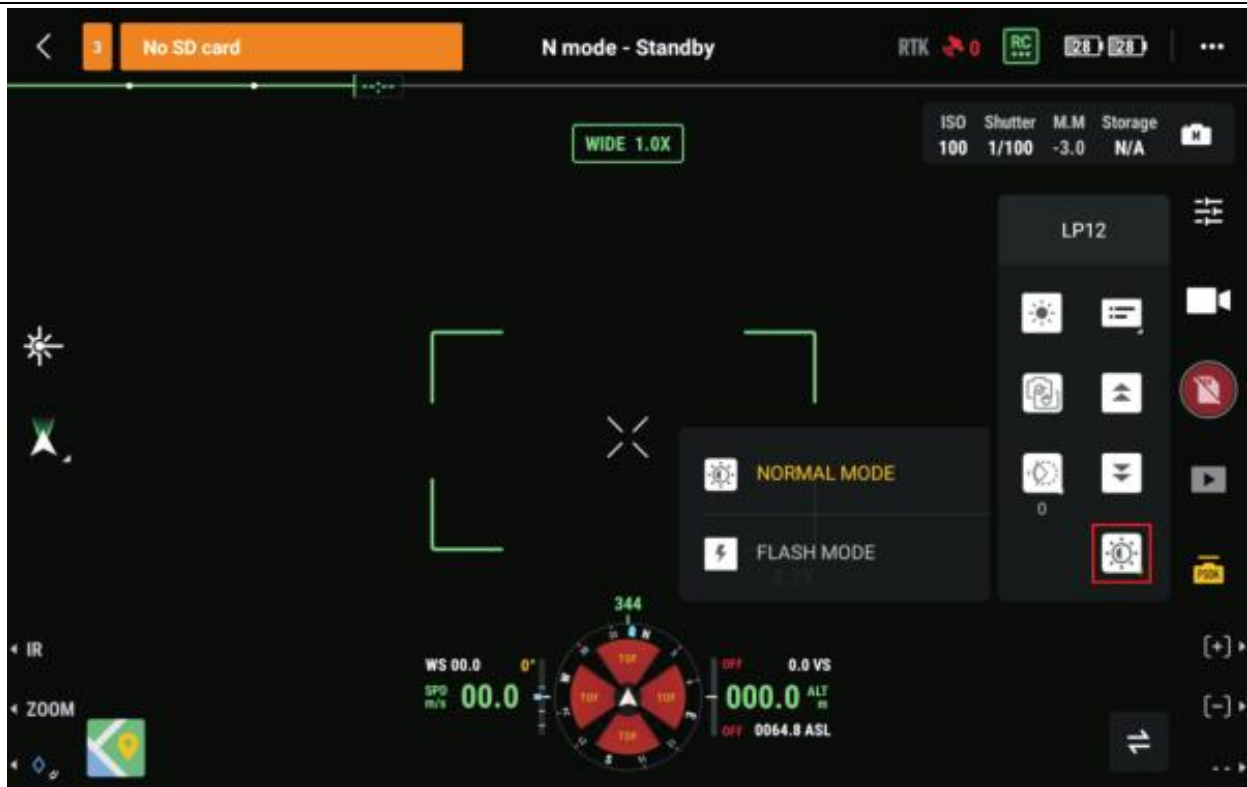 3 No SD card N mode - Standby RTK 0 RC 28 28
--:--
WIDE 1.0X
ISO Shutter M.M Storage
100 1/100 -3.0 N/A
M
LP12
0
NORMAL MODE
FLASH MODE
PSDK
344
N
E
S
W
TOF
TOF TOF
TOF
IR
ZOOM
WS 00.0 0° OFF 0.0 VS
SPD m/s 00.0 000.0 ALT m
OFF 0064.8 ASL
[+]
[-]
--